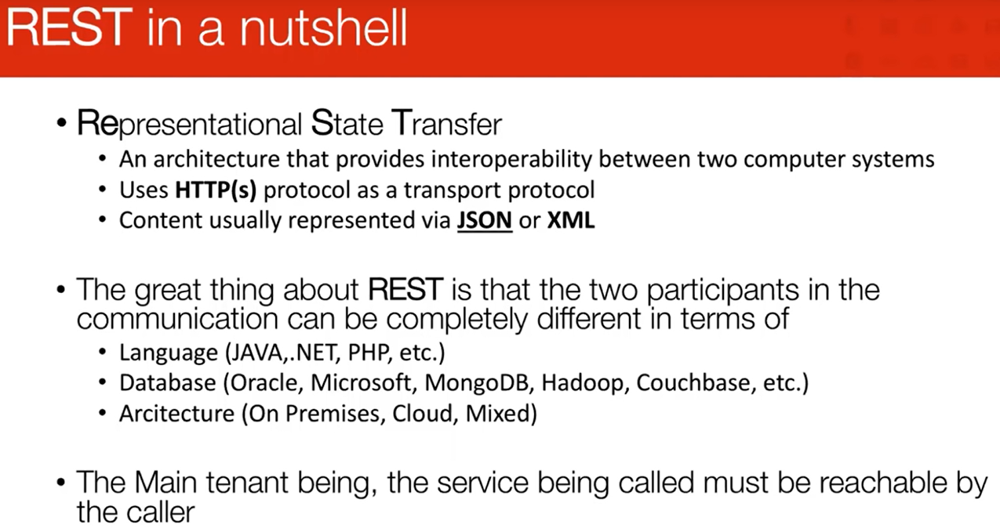 REST in a nutshell
• Representational State Transfer
• An architecture that provides interoperability between two computer systems
• Uses HTTP(s) protocol as a transport protocol
• Content usually represented via JSON or XML
• The great thing about REST is that the two participants in the
communication can be completely different in terms of
• Language (JAVA,.NET, PHP, etc.)
• Database (Oracle, Microsoft, MongoDB, Hadoop, Couchbase, etc.)
• Arcitecture (On Premises, Cloud, Mixed)
• The Main tenant being, the service being called must be reachable by
the caller